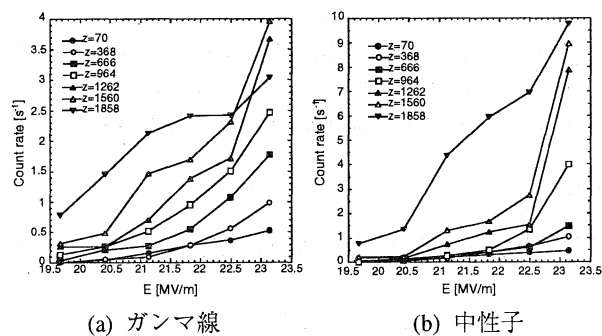 4
3.5
3
2.5
2
1.5
1
0.5
0
Count rate [s⁻¹]
z=70
z=368
z=666
z=964
z=1262
z=1560
z=1858
19.5 20 20.5 21 21.5 22 22.5 23 23.5
E [MV/m]
(a) ガンマ線
10
9
8
7
6
5
4
3
2
1
0
Count rate [s⁻¹]
z=70
z=368
z=666
z=964
z=1262
z=1560
z=1858
19.5 20 20.5 21 21.5 22 22.5 23 23.5
E [MV/m]
(b) 中性子